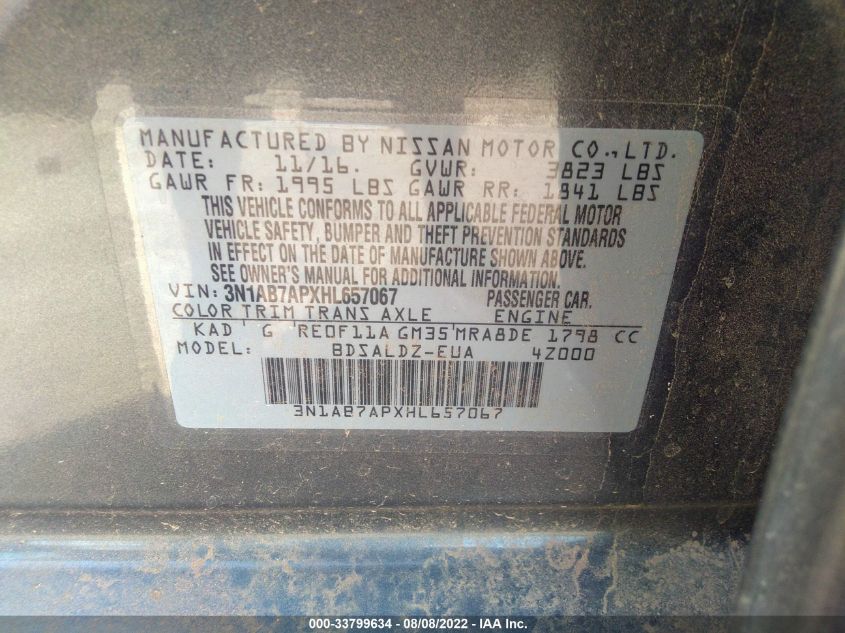 MANUFACTURED BY NISSAN MOTOR CO., LTD.
DATE: 11/16. GVWR: 3823 LBS
GAWR FR: 1995 LBS GAWR RR: 1841 LBS
THIS VEHICLE CONFORMS TO ALL APPLICABLE FEDERAL MOTOR
VEHICLE SAFETY, BUMPER AND THEFT PREVENTION STANDARDS
IN EFFECT ON THE DATE OF MANUFACTURE SHOWN ABOVE.
SEE OWNER'S MANUAL FOR ADDITIONAL INFORMATION.
VIN: 3N1AB7APXHL657067 PASSENGER CAR.
COLOR TRIM TRANS AXLE ENGINE
KAD G RE0F11A GM35 MRA8DE 1798 CC
MODEL: BDSALDZ-EUA 4Z000
3N1AB7APXHL657067
000-33799634 - 08/08/2022 - IAA Inc.